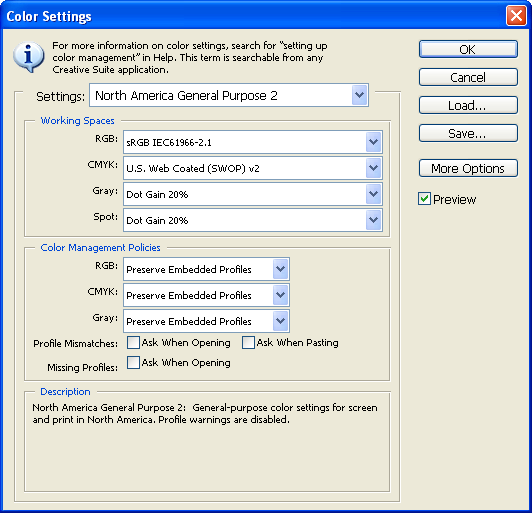 Color Settings
For more information on color settings, search for "setting up
color management" in Help. This term is searchable from any
Creative Suite application.
OK
Cancel
Load...
Save...
More Options
Preview
Settings: North America General Purpose 2
Working Spaces
RGB: sRGB IEC61966-2.1
CMYK: U.S. Web Coated (SWOP) v2
Gray: Dot Gain 20%
Spot: Dot Gain 20%
Color Management Policies
RGB: Preserve Embedded Profiles
CMYK: Preserve Embedded Profiles
Gray: Preserve Embedded Profiles
Profile Mismatches: Ask When Opening Ask When Pasting
Missing Profiles: Ask When Opening
Description
North America General Purpose 2: General-purpose color settings for screen
and print in North America. Profile warnings are disabled.